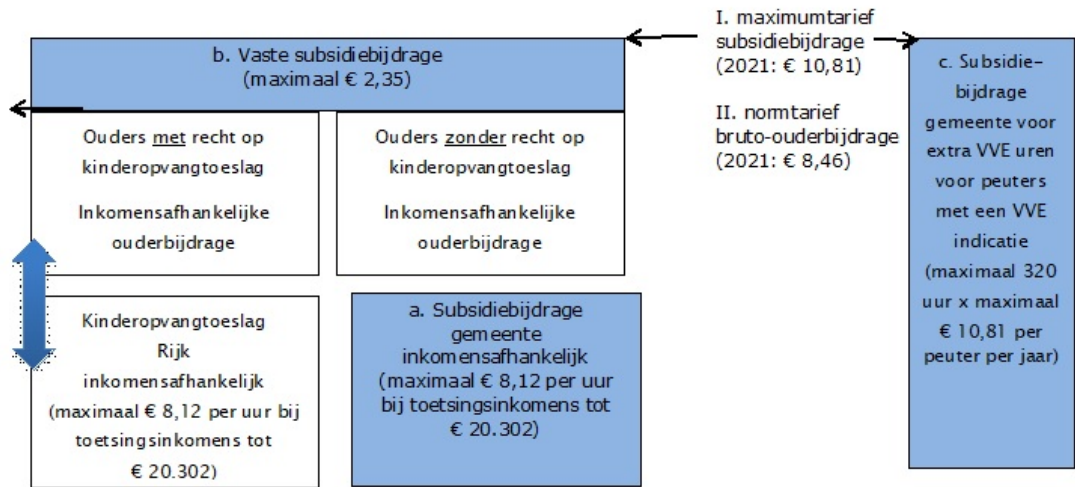 b. Vaste subsidiebijdrage
(maximaal € 2,35)
Ouders met recht op
kinderopvangtoeslag
Inkomensafhankelijke
ouderbijdrage
Ouders zonder recht op
kinderopvangtoeslag
Inkomensafhankelijke
ouderbijdrage
Kinderopvangtoeslag
Rijk
inkomensafhankelijk
(maximaal € 8,12 per uur bij
toetsingsinkomens tot
€ 20.302)
a. Subsidiebijdrage
gemeente
inkomensafhankelijk
(maximaal € 8,12 per uur
bij toetsingsinkomens tot
€ 20.302)
I. maximumtarief
subsidiebijdrage
(2021: € 10,81)
II. normtarief
bruto-ouderbijdrage
(2021: € 8,46)
c. Subsidie-
bijdrage
gemeente voor
extra VVE uren
voor peuters
met een VVE
indicatie
(maximaal 320
uur x maximaal
€ 10,81 per
peuter per jaar)